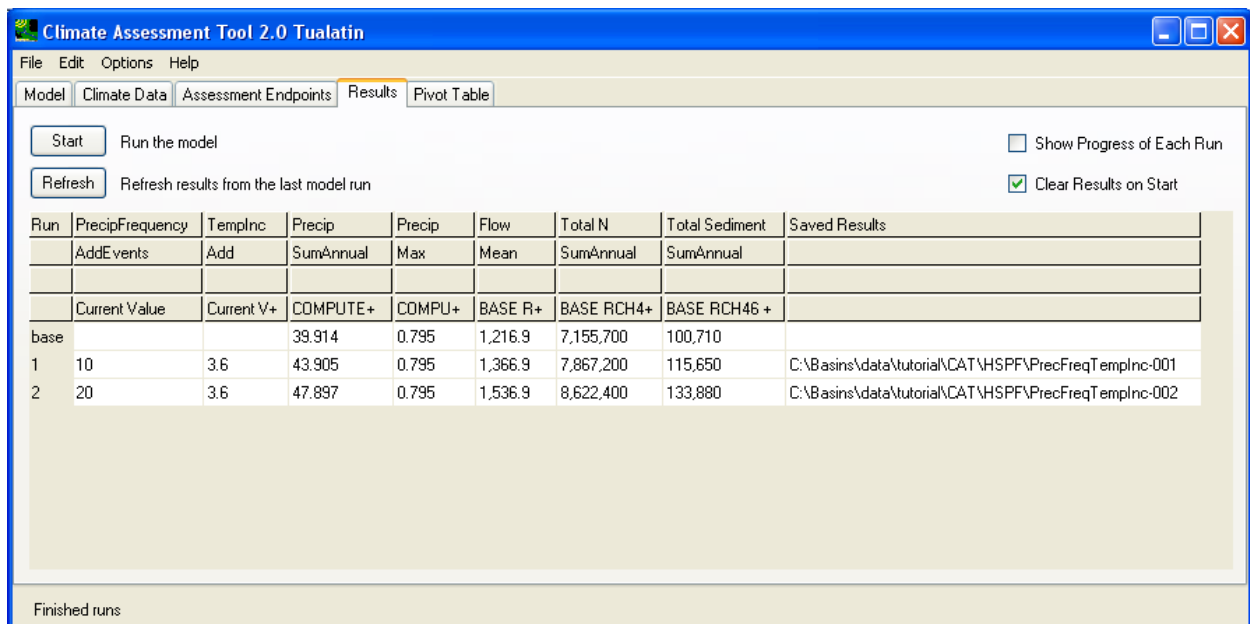 Climate Assessment Tool 2.0 Tualatin
File Edit Options Help
Model Climate Data Assessment Endpoints Results Pivot Table
Start Run the model Show Progress of Each Run
Refresh Refresh results from the last model run Clear Results on Start
Run PrecipFrequency TempInc Precip Precip Flow Total N Total Sediment Saved Results
AddEvents Add SumAnnual Max Mean SumAnnual SumAnnual
Current Value Current V+ COMPUTE+ COMPU+ BASE R+ BASE RCH4+ BASE RCH46 +
base 39.914 0.795 1,216.9 7,155,700 100,710
1 10 3.6 43.905 0.795 1,366.9 7,867,200 115,650 C:\Basins\data\tutorial\CAT\HSPF\PrecFreqTempInc-001
2 20 3.6 47.897 0.795 1,536.9 8,622,400 133,880 C:\Basins\data\tutorial\CAT\HSPF\PrecFreqTempInc-002
Finished runs